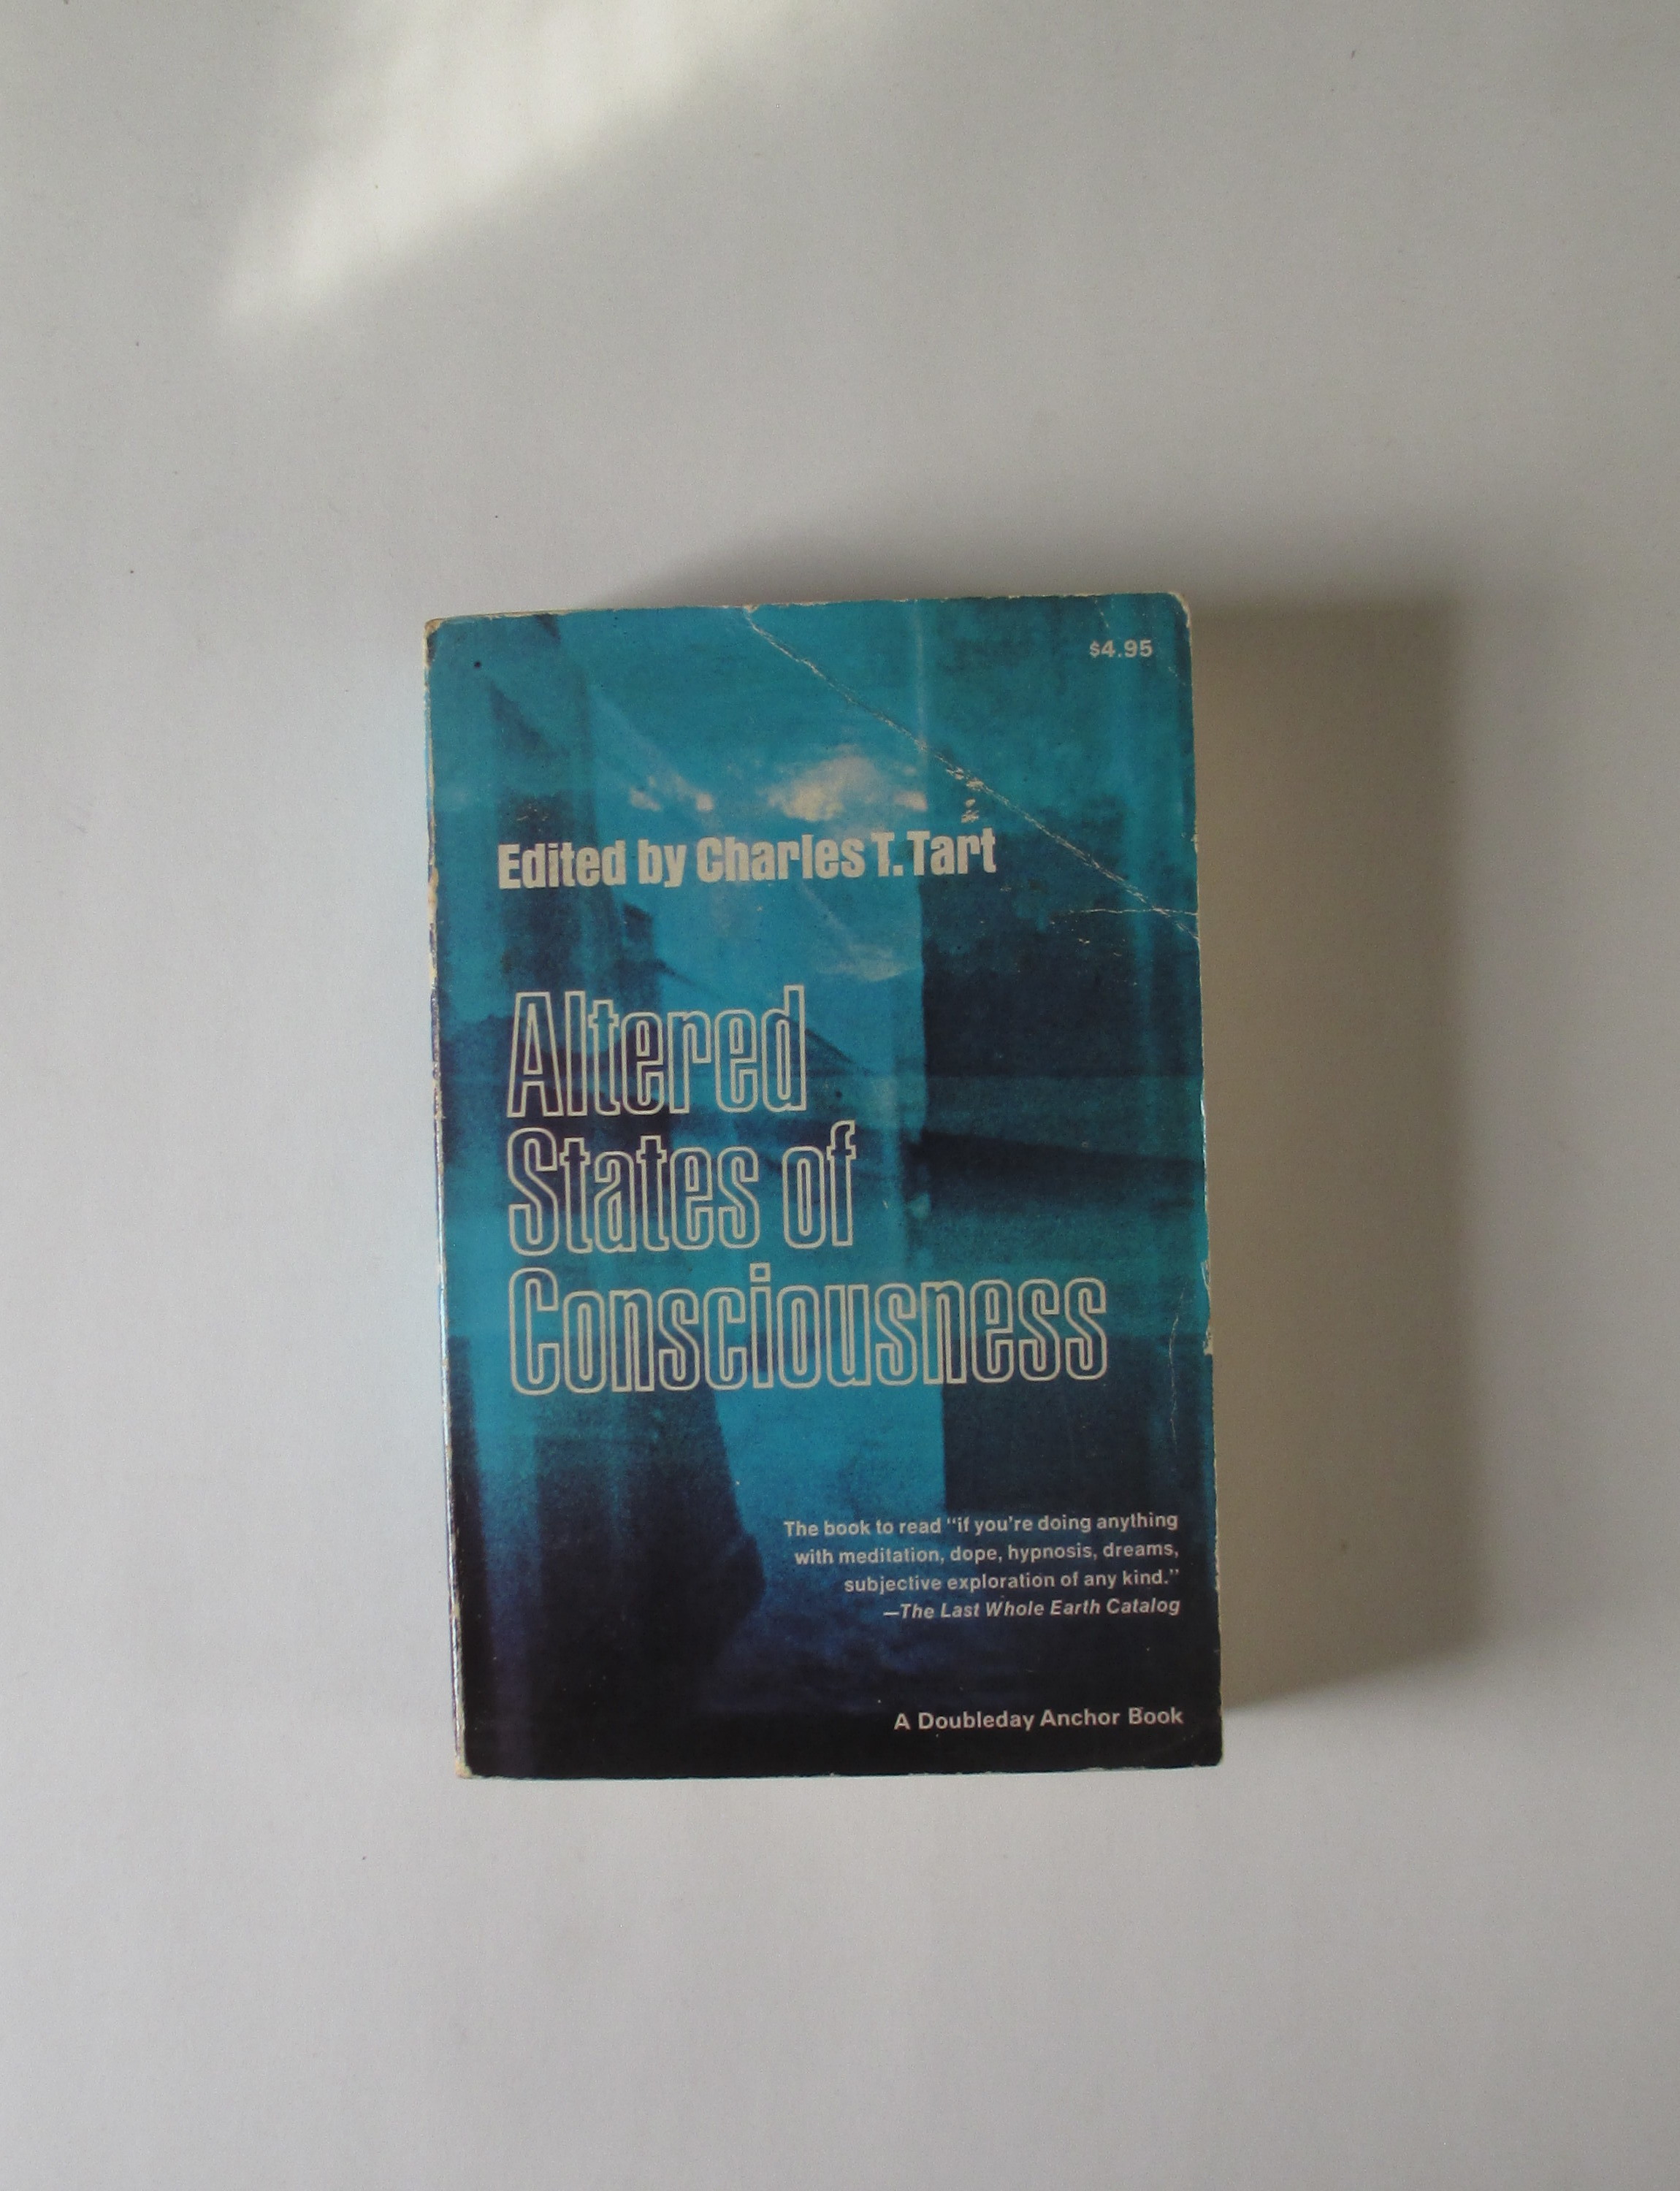 $4.95
Edited by Charles T. Tart
Altered
States of
Consciousness
The book to read “if you’re doing anything
with meditation, dope, hypnosis, dreams,
subjective exploration of any kind.”
—The Last Whole Earth Catalog
A Doubleday Anchor Book